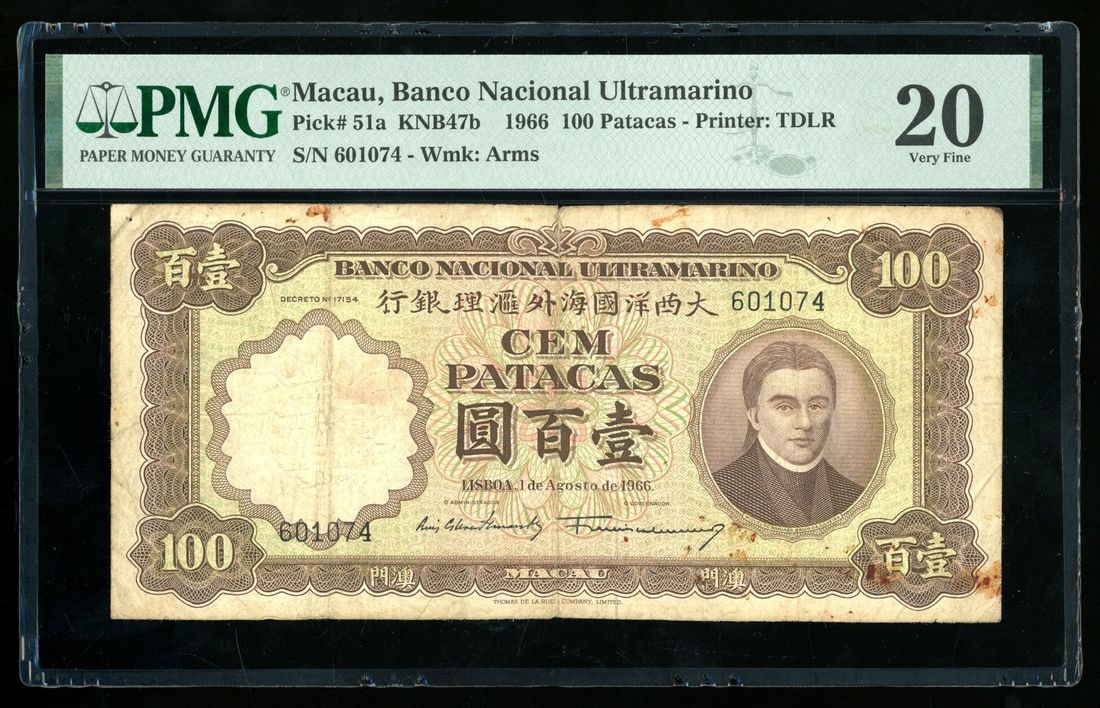 PMG®
PAPER MONEY GUARANTY
Macau, Banco Nacional Ultramarino
Pick# 51a KNB47b 1966 100 Patacas - Printer: TDLR
S/N 601074 - Wmk: Arms
20
Very Fine
百壹
BANCO NACIONAL ULTRAMARINO
100
DECRETO Nº 17154
行銀理滙外海國洋西大 601074
CEM
PATACAS
圓百壹
LISBOA, 1 de Agosto de 1966.
O ADMINISTRADOR
O GOVERNADOR
601074
100
門澳
MACAU
門澳
百壹
THOMAS DE LA RUE & COMPANY, LIMITED.